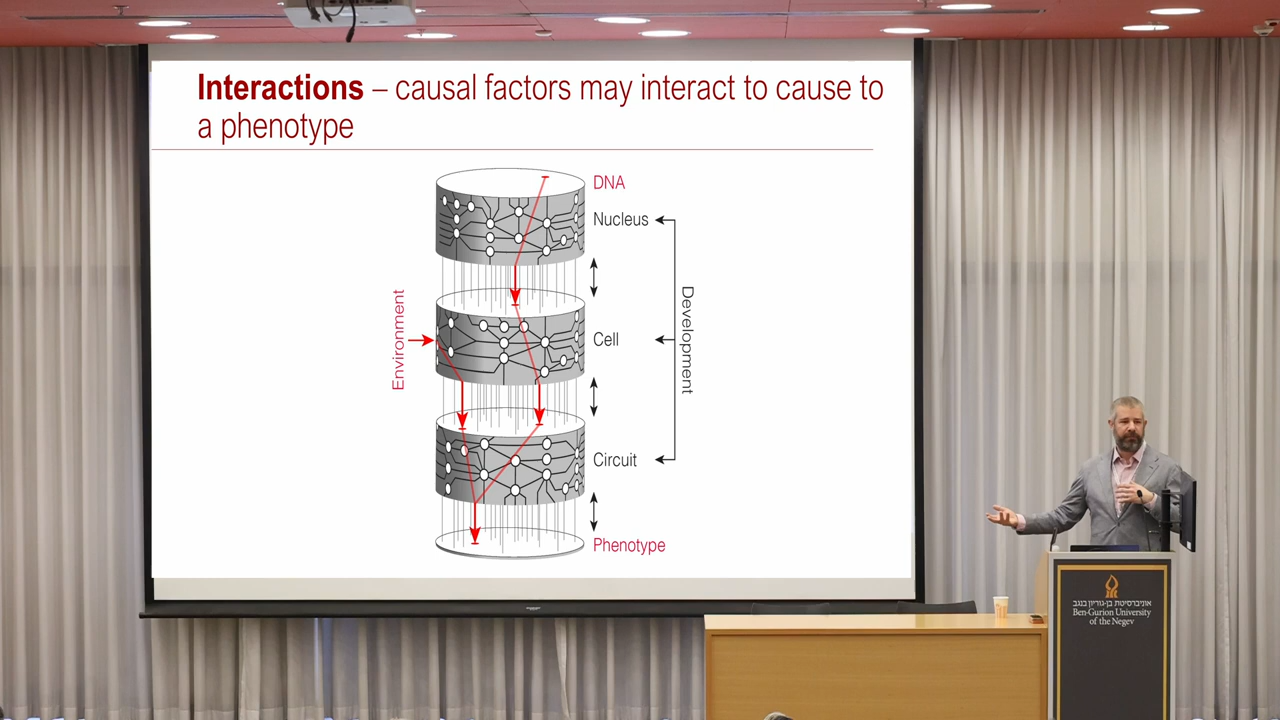 Interactions – causal factors may interact to cause to
a phenotype
DNA
Nucleus
Environment
Cell
Development
Circuit
Phenotype
אוניברסיטת בן-גוריון בנגב
Ben-Gurion University
of the Negev